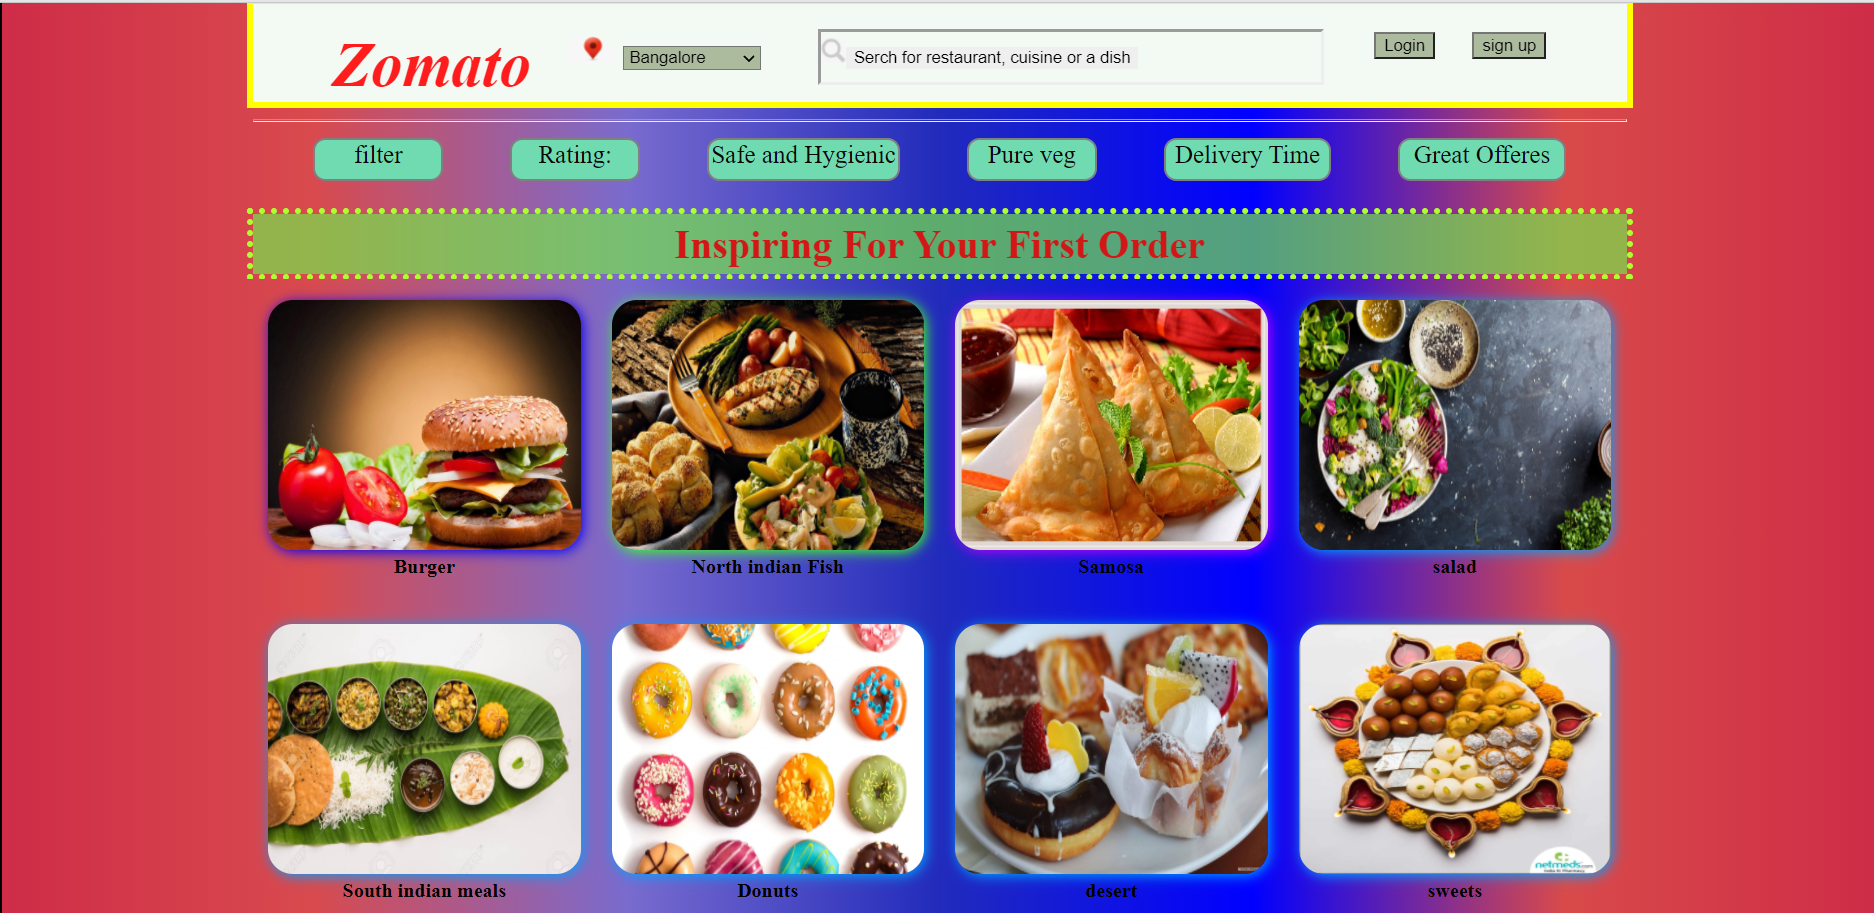 Zomato
Bangalore
Serch for restaurant, cuisine or a dish
Login
sign up
filter
Rating:
Safe and Hygienic
Pure veg
Delivery Time
Great Offeres
Inspiring For Your First Order
Burger
North indian Fish
Samosa
salad
netmeds.com
South indian meals
Donuts
desert
sweets